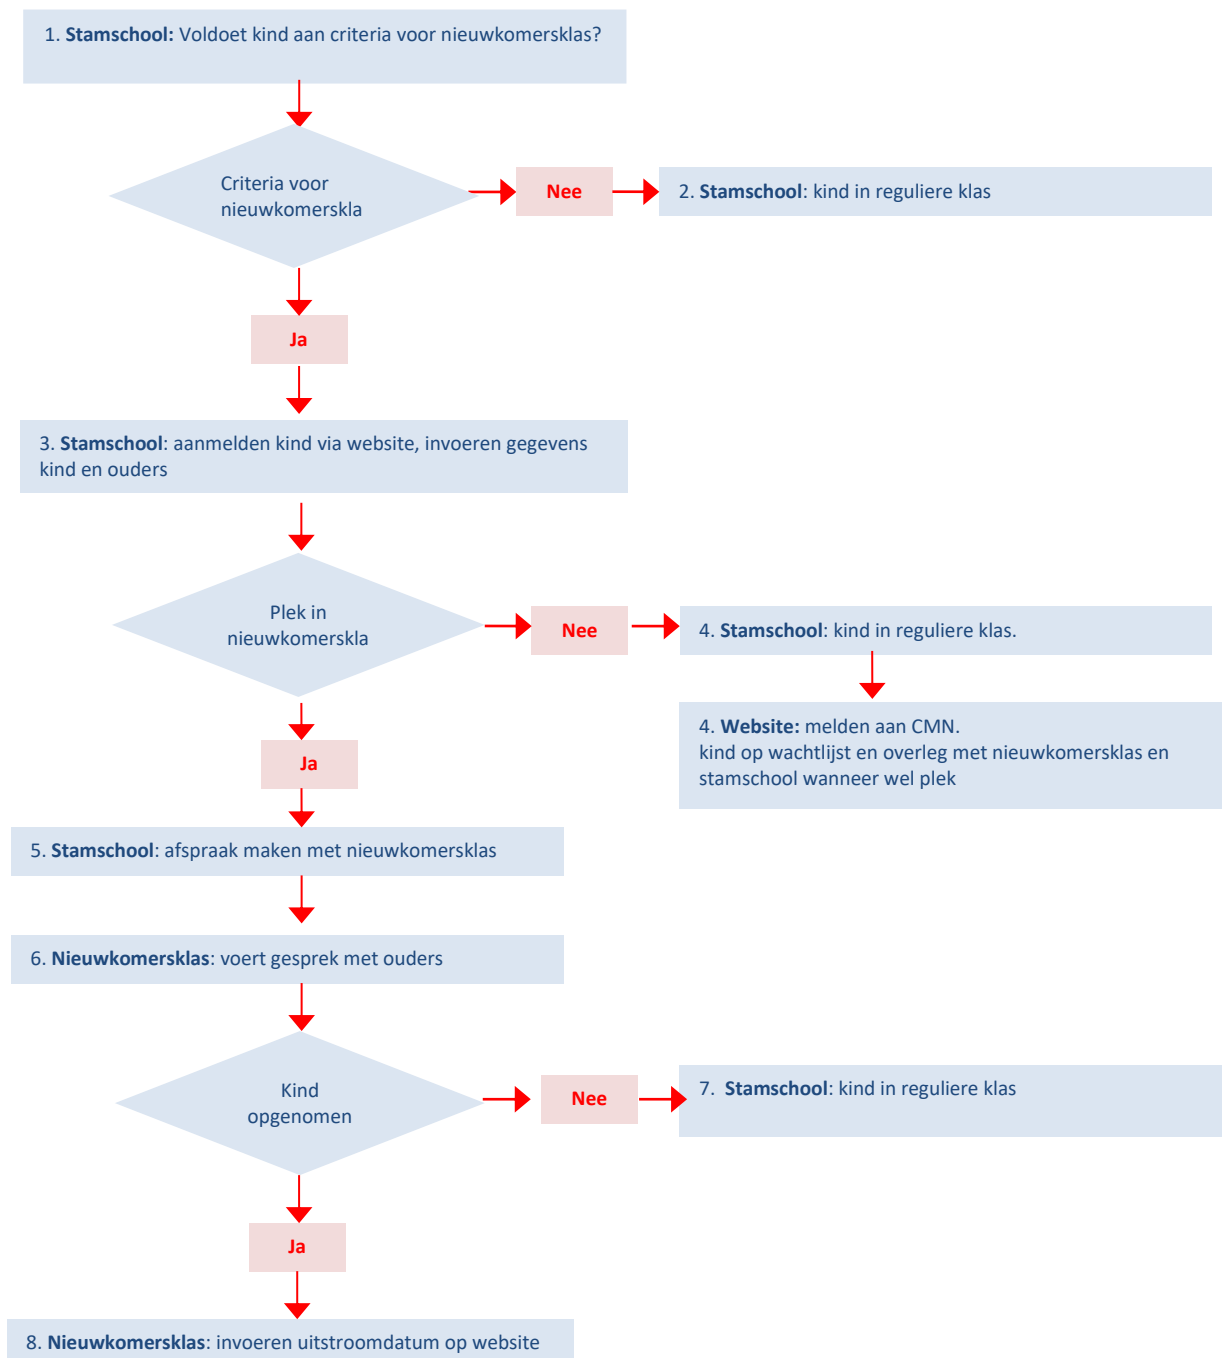 1. Stamschool: Voldoet kind aan criteria voor nieuwkomersklas?
Criteria voor
nieuwkomerskla
Nee
2. Stamschool: kind in reguliere klas
Ja
3. Stamschool: aanmelden kind via website, invoeren gegevens
kind en ouders
Plek in
nieuwkomerskla
Nee
4. Stamschool: kind in reguliere klas.
4. Website: melden aan CMN.
kind op wachtlijst en overleg met nieuwkomersklas en
stamschool wanneer wel plek
Ja
5. Stamschool: afspraak maken met nieuwkomersklas
6. Nieuwkomersklas: voert gesprek met ouders
Kind
opgenomen
Nee
7. Stamschool: kind in reguliere klas
Ja
8. Nieuwkomersklas: invoeren uitstroomdatum op website